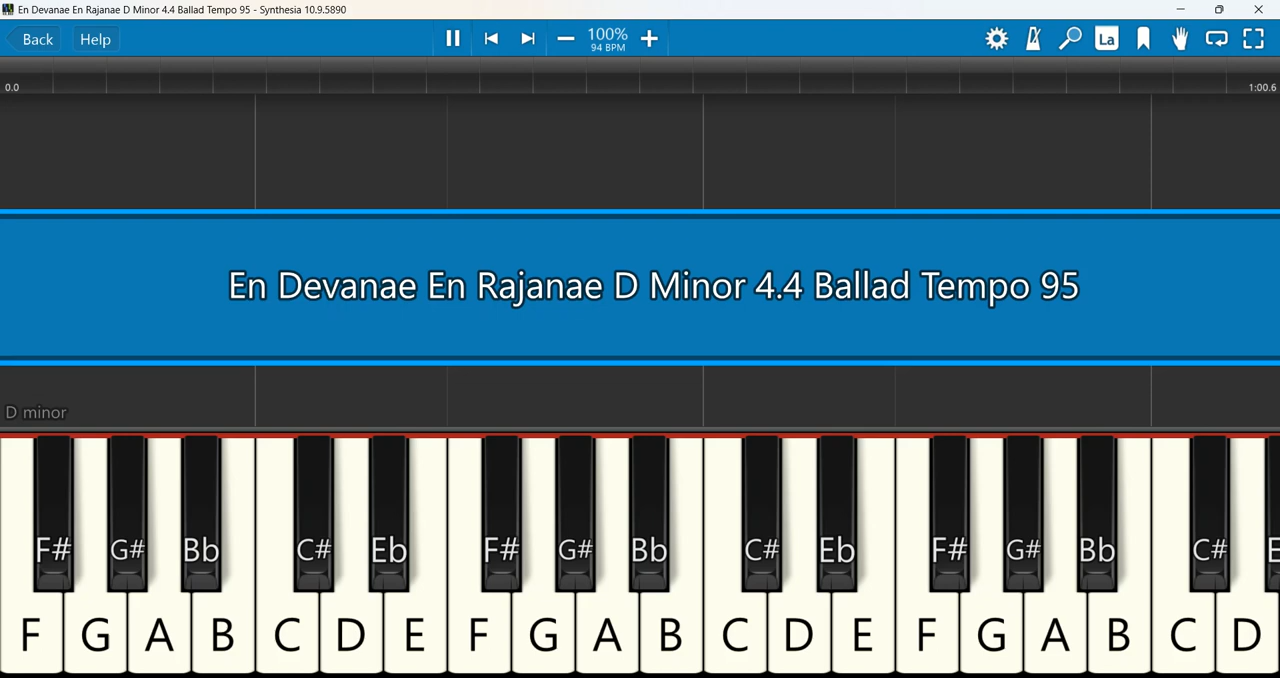 En Devanae En Rajanae D Minor 4.4 Ballad Tempo 95 - Synthesia 10.9.5890
Back Help 100% La
94 BPM
0.0 1:00.6
En Devanae En Rajanae D Minor 4.4 Ballad Tempo 95
D minor
F# G# Bb C# Eb F# G# Bb C# Eb F# G# Bb C# E
F G A B C D E F G A B C D E F G A B C D